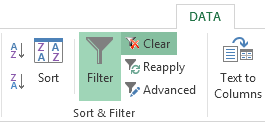 DATA
A
Z
Z A
A Z
Z
A
Sort
Filter
Clear
Reapply
Advanced
Text to
Columns
Sort & Filter